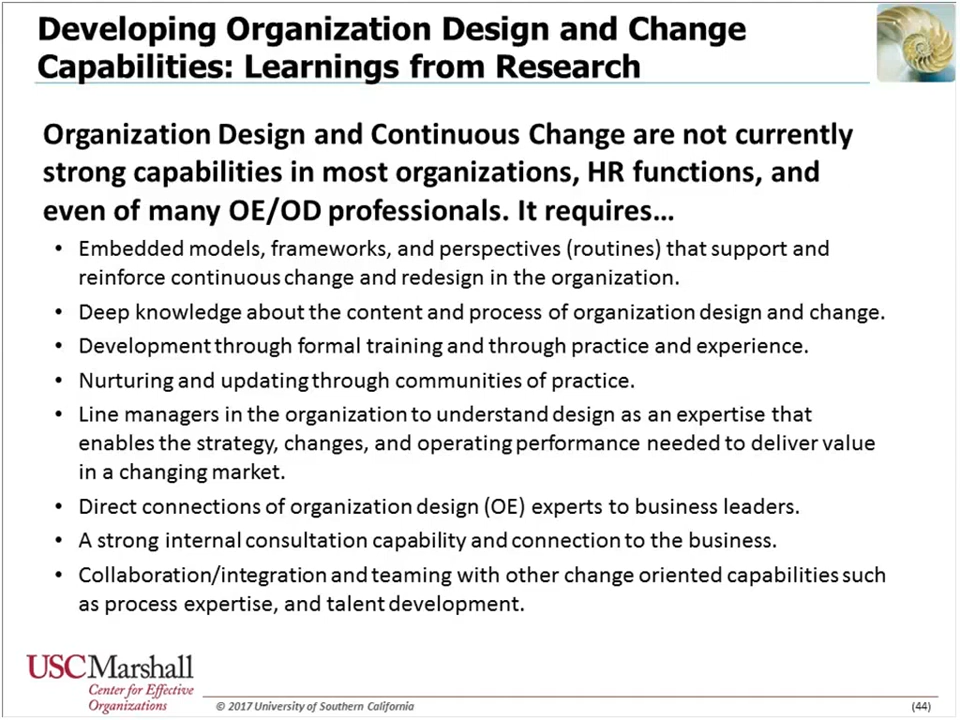 Developing Organization Design and Change
Capabilities: Learnings from Research
Organization Design and Continuous Change are not currently
strong capabilities in most organizations, HR functions, and
even of many OE/OD professionals. It requires…
• Embedded models, frameworks, and perspectives (routines) that support and
reinforce continuous change and redesign in the organization.
• Deep knowledge about the content and process of organization design and change.
• Development through formal training and through practice and experience.
• Nurturing and updating through communities of practice.
• Line managers in the organization to understand design as an expertise that
enables the strategy, changes, and operating performance needed to deliver value
in a changing market.
• Direct connections of organization design (OE) experts to business leaders.
• A strong internal consultation capability and connection to the business.
• Collaboration/integration and teaming with other change oriented capabilities such
as process expertise, and talent development.
USC Marshall
Center for Effective
Organizations
© 2017 University of Southern California
(44)